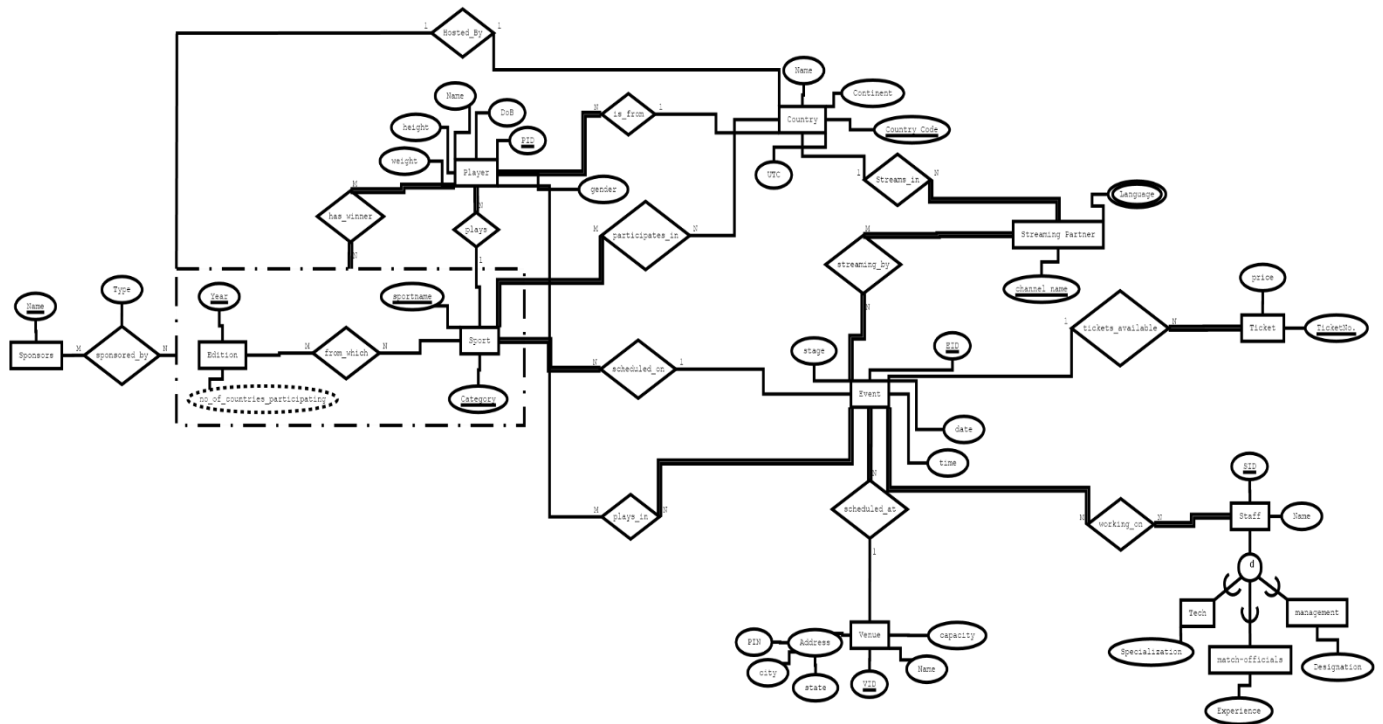 1
Hosted_By
1
Name
Continent
Country
Country Code
UTC
Name
DoB
height
PID
weight
Player
gender
N
is_from
1
1
Streams_in
N
Language
Streaming Partner
channel name
M
has_winner
N
N
plays
1
M
participates_in
N
M
streaming_by
N
price
Ticket
TicketNo.
1
tickets_available
N
Name
Sponsors
Type
M
sponsored_by
N
Year
Edition
no_of_countries_participating
M
from_which
N
sportname
Sport
Category
N
scheduled_on
1
stage
EID
Event
date
time
M
plays_in
N
N
scheduled_at
1
N
working_on
N
SID
Staff
Name
d
Tech
management
Specialization
match-officials
Designation
Experience
PIN
Address
Venue
capacity
city
state
VID
Name